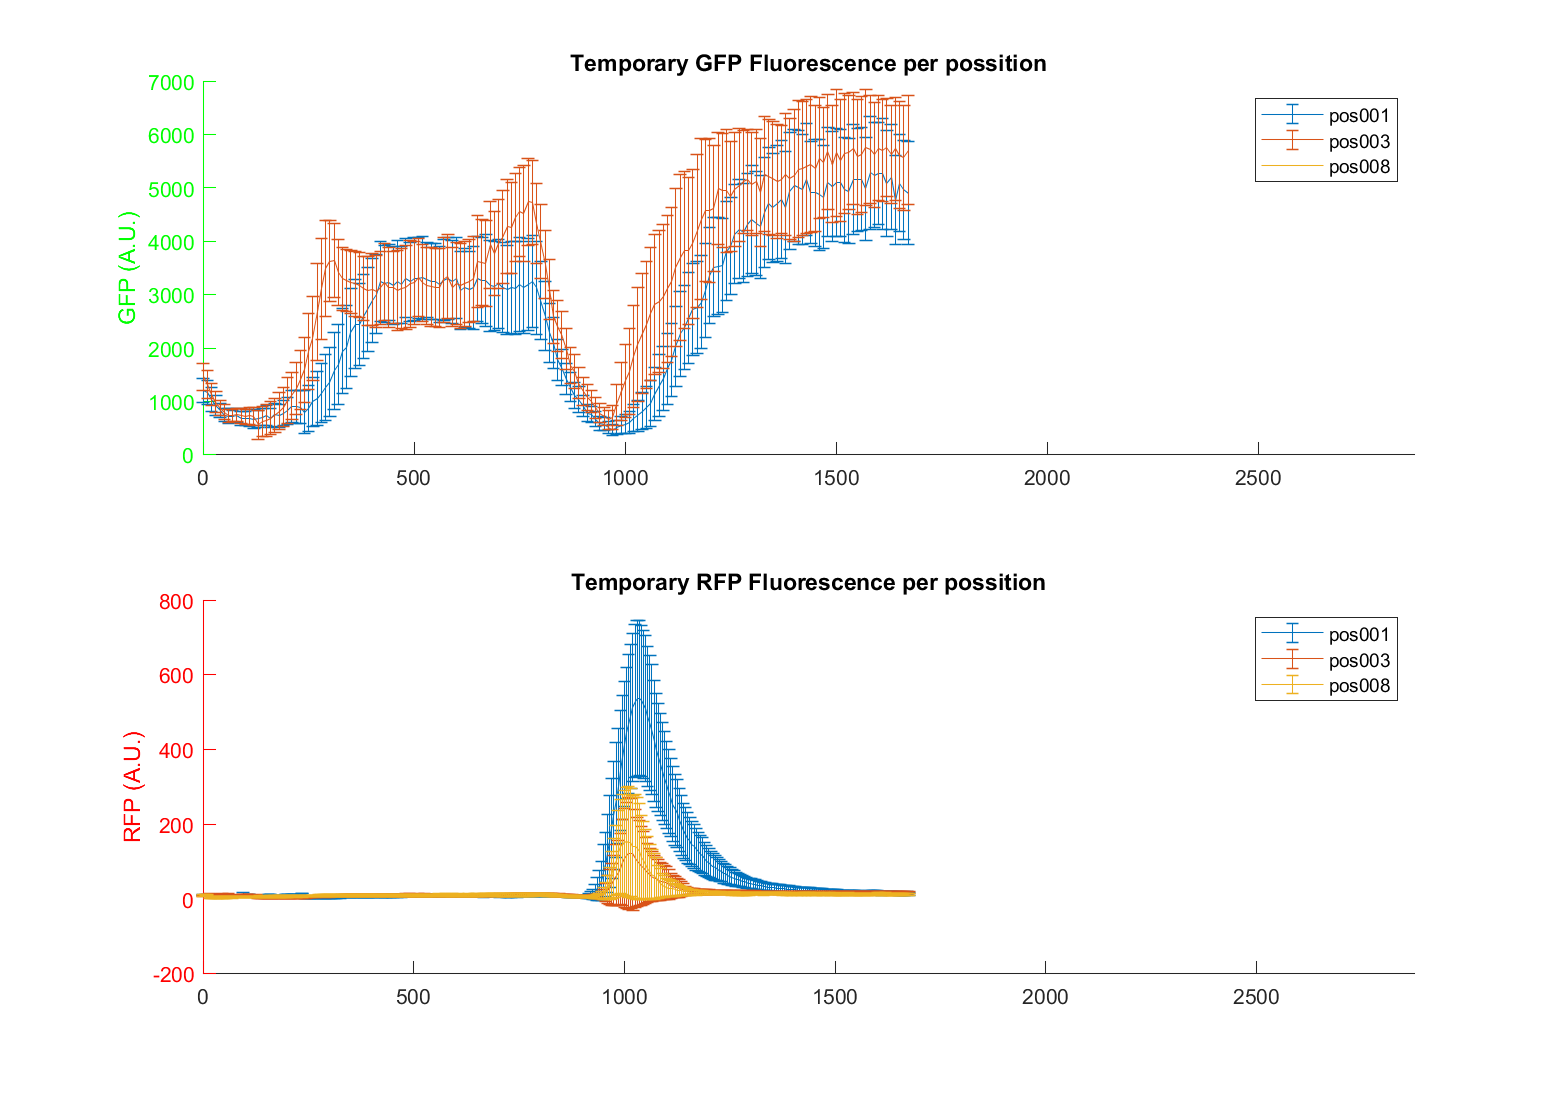 Temporary GFP Fluorescence per possition
7000
6000
5000
4000
3000
2000
1000
0
GFP (A.U.)
0 500 1000 1500 2000 2500
pos001
pos003
pos008
Temporary RFP Fluorescence per possition
800
600
400
200
0
-200
RFP (A.U.)
0 500 1000 1500 2000 2500
pos001
pos003
pos008